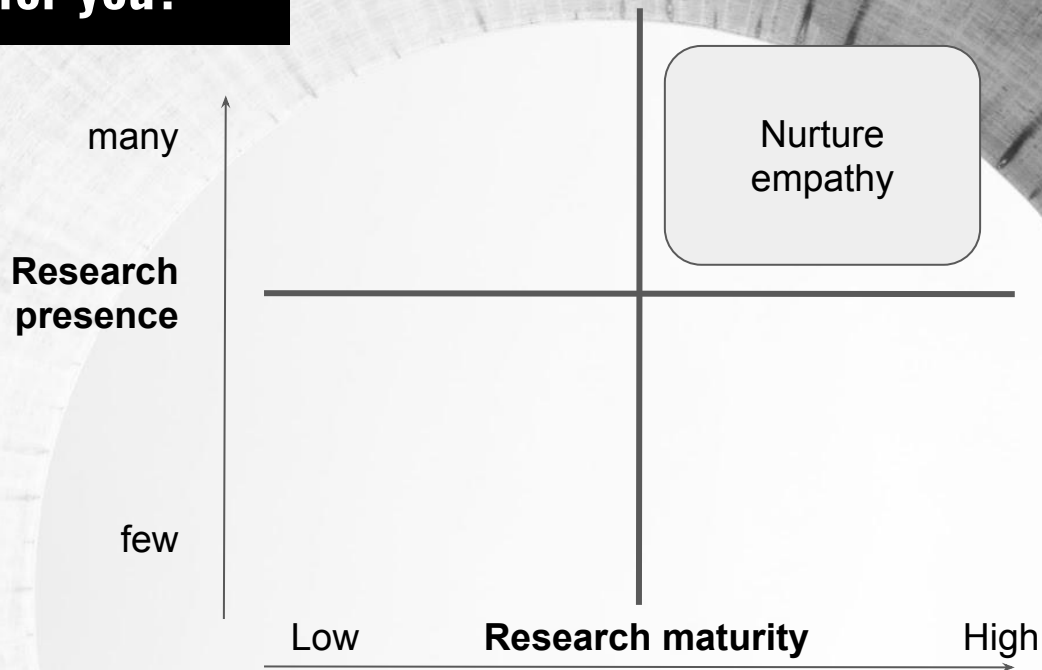 for you?
many
Nurture
empathy
Research
presence
few
Low Research maturity High